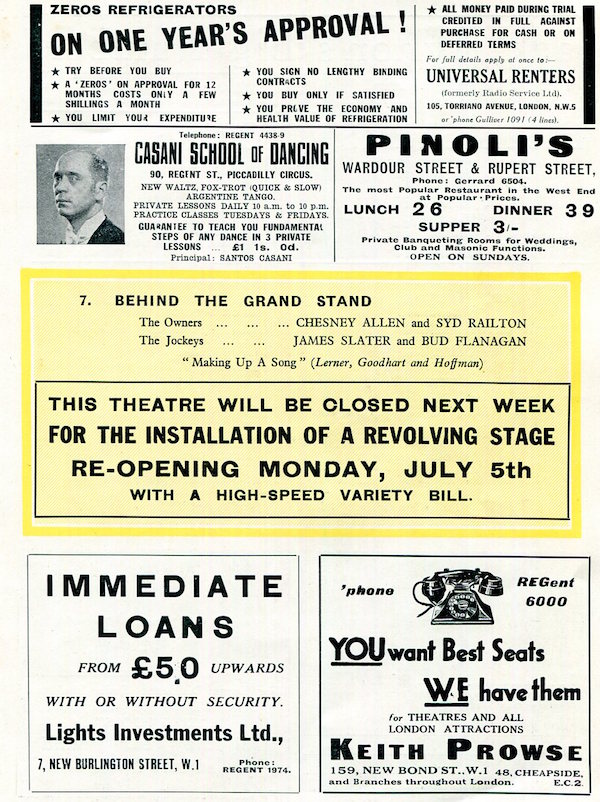 ZEROS REFRIGERATORS
ON ONE YEAR'S APPROVAL !
★ TRY BEFORE YOU BUY
★ A 'ZEROS' ON APPROVAL FOR 12
MONTHS COSTS ONLY A FEW
SHILLINGS A MONTH
★ YOU LIMIT YOUR EXPENDITURE
★ YOU SIGN NO LENGTHY BINDING
CONTRACTS
★ YOU BUY ONLY IF SATISFIED
★ YOU PROVE THE ECONOMY AND
HEALTH VALUE OF REFRIGERATION
★ ALL MONEY PAID DURING TRIAL
CREDITED IN FULL AGAINST
PURCHASE FOR CASH OR ON
DEFERRED TERMS
For full details apply at once to :—
UNIVERSAL RENTERS
(formerly Radio Service Ltd).
105, TORRIANO AVENUE, LONDON, N.W.5
or 'phone Gulliver 1091 (4 lines).
Telephone: REGENT 4438-9
CASANI SCHOOL OF DANCING
90, REGENT ST., PICCADILLY CIRCUS.
NEW WALTZ, FOX-TROT (QUICK & SLOW)
ARGENTINE TANGO.
PRIVATE LESSONS DAILY 10 a.m. to 10 p.m.
PRACTICE CLASSES TUESDAYS & FRIDAYS.
GUARANTEE TO TEACH YOU FUNDAMENTAL
STEPS OF ANY DANCE IN 3 PRIVATE
LESSONS ... £1 1s. 0d.
Principal: SANTOS CASANI
PINOLI'S
WARDOUR STREET & RUPERT STREET,
Phone: Gerrard 6504.
The most Popular Restaurant in the West End
at Popular Prices.
LUNCH 2 6 DINNER 3 9
SUPPER 3/-
Private Banqueting Rooms for Weddings,
Club and Masonic Functions.
OPEN ON SUNDAYS.
7. BEHIND THE GRAND STAND
The Owners ... ... ... CHESNEY ALLEN and SYD RAILTON
The Jockeys ... ... JAMES SLATER and BUD FLANAGAN
"Making Up A Song" (Lerner, Goodhart and Hoffman)
THIS THEATRE WILL BE CLOSED NEXT WEEK
FOR THE INSTALLATION OF A REVOLVING STAGE
RE-OPENING MONDAY, JULY 5th
WITH A HIGH-SPEED VARIETY BILL.
IMMEDIATE
LOANS
FROM £5,0 UPWARDS
WITH OR WITHOUT SECURITY.
Lights Investments Ltd.,
7, NEW BURLINGTON STREET, W.1
Phone:
REGENT 1974.
'phone
REGent
6000
YOU want Best Seats
WE have them
for THEATRES AND ALL
LONDON ATTRACTIONS
KEITH PROWSE
159, NEW BOND ST., W.1 48, CHEAPSIDE,
and Branches throughout London. E.C.2.